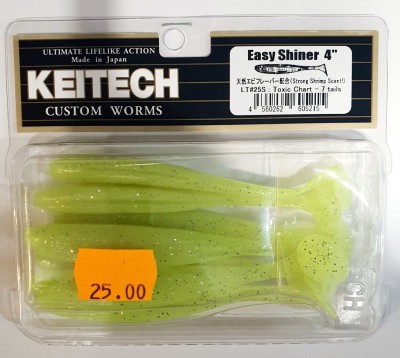 ULTIMATE LIFELIKE ACTION
Made in Japan
KEITECH
CUSTOM WORMS
Easy Shiner 4"
天然エビフレーバー配合(Strong Shrimp Scent!)
LT#25S : Toxic Chart - 7 tails
4 560262 605215
25.00